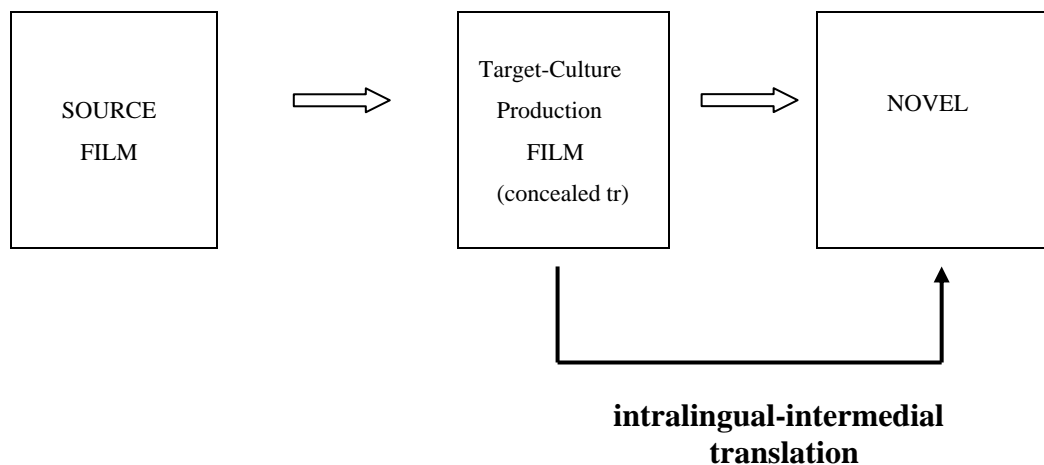 SOURCE
FILM
Target-Culture
Production
FILM
(concealed tr)
NOVEL
intralingual-intermedial
translation